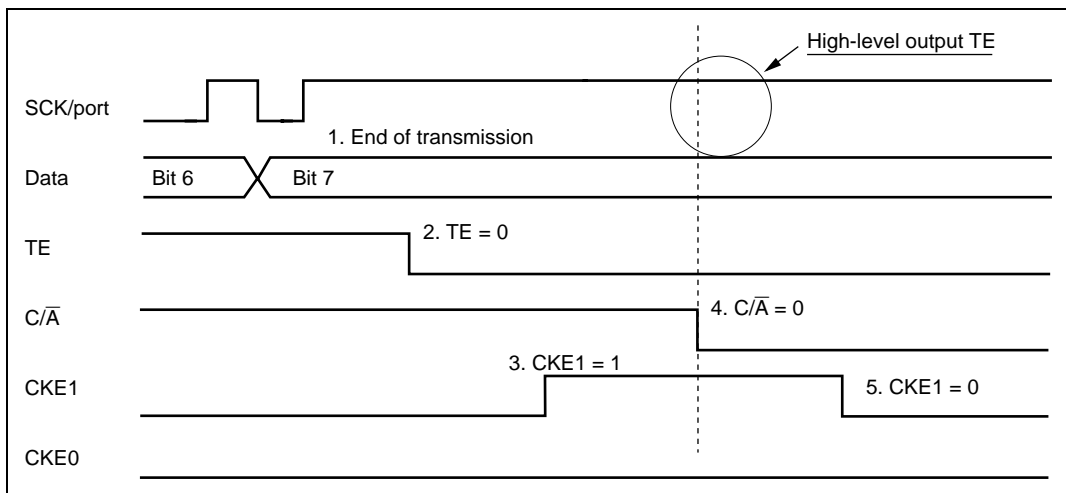 High-level output TE
SCK/port
1. End of transmission
Data
Bit 6
Bit 7
TE
2. TE = 0
C/A̅
4. C/A̅ = 0
3. CKE1 = 1
CKE1
5. CKE1 = 0
CKE0